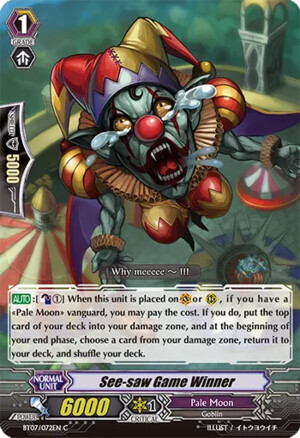 1
GRADE
5000
Why meeeee ~ !!!
AUTO :[ 1] When this unit is placed on V or R , if you have a
«Pale Moon» vanguard, you may pay the cost. If you do, put the top
card of your deck into your damage zone, and at the beginning of
your end phase, choose a card from your damage zone, return it to
your deck, and shuffle your deck.
NORMAL
UNIT
See-saw Game Winner
POWER
6000
1
CRITICAL
Pale Moon
Goblin
BT07/072EN C
ILLUST / イトウヨウイチ